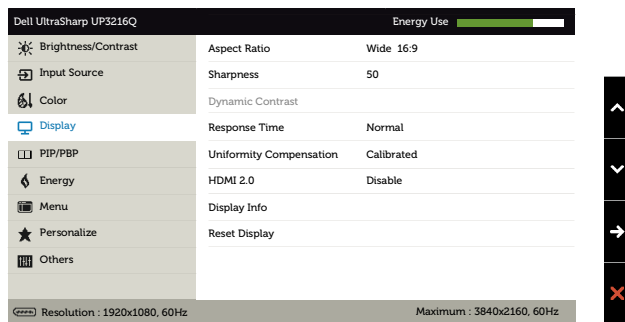 Dell UltraSharp UP3216Q Energy Use
Brightness/Contrast Aspect Ratio Wide 16:9
Input Source Sharpness 50
Color Dynamic Contrast
Display Response Time Normal
PIP/PBP Uniformity Compensation Calibrated
Energy HDMI 2.0 Disable
Menu Display Info
Personalize Reset Display
Others
Resolution : 1920x1080, 60Hz Maximum : 3840x2160, 60Hz